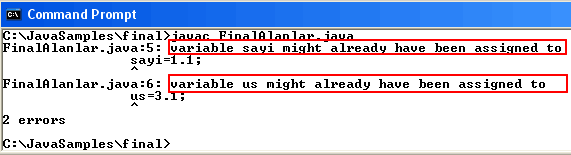 Command Prompt
C:\JavaSamples\final>javac FinalAlanlar.java
FinalAlanlar.java:5: variable sayi might already have been assigned to
sayi=1.1;
^
FinalAlanlar.java:6: variable us might already have been assigned to
us=3.1;
^
2 errors
C:\JavaSamples\final>